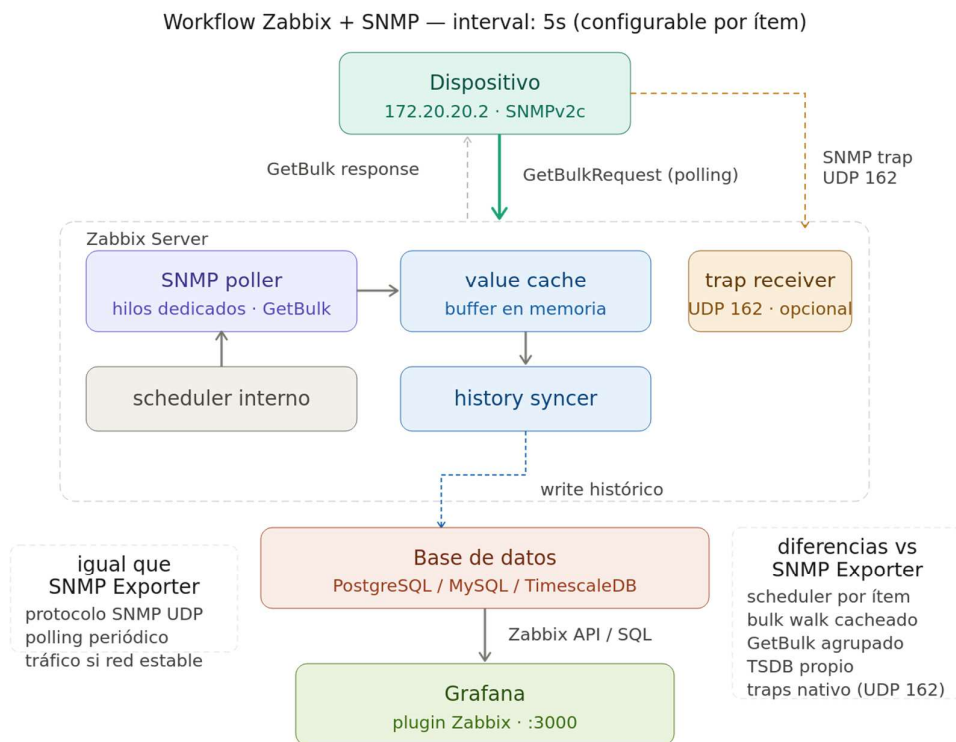 Workflow Zabbix + SNMP — interval: 5s (configurable por ítem)
Dispositivo
172.20.20.2 · SNMPv2c
GetBulk response
GetBulkRequest (polling)
SNMP trap
UDP 162
Zabbix Server
SNMP poller
hilos dedicados · GetBulk
value cache
buffer en memoria
trap receiver
UDP 162 · opcional
scheduler interno
history syncer
write histórico
Base de datos
PostgreSQL / MySQL / TimescaleDB
igual que
SNMP Exporter
protocolo SNMP UDP
polling periódico
tráfico si red estable
diferencias vs
SNMP Exporter
scheduler por ítem
bulk walk cacheado
GetBulk agrupado
TSDB propio
traps nativo (UDP 162)
Zabbix API / SQL
Grafana
plugin Zabbix · :3000